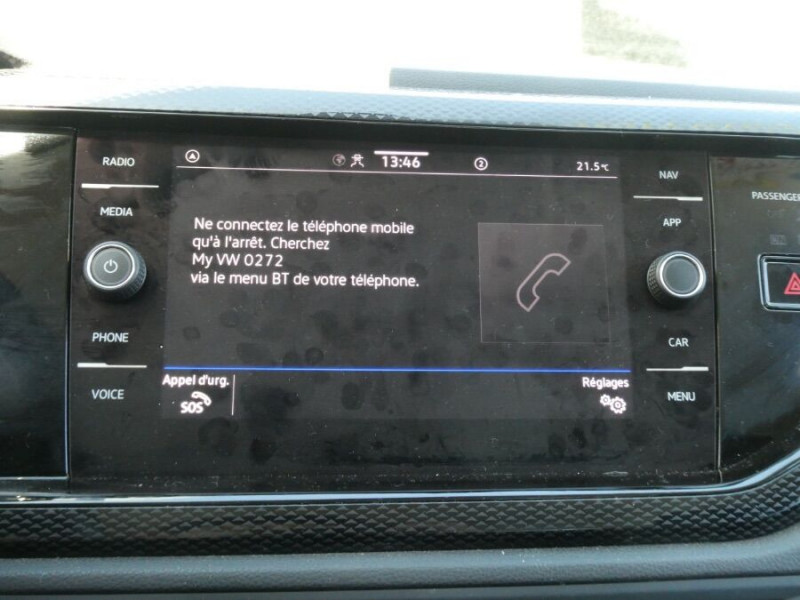 RADIO
MEDIA
PHONE
VOICE
13:46
2
21.5°C
Ne connectez le téléphone mobile
qu'à l'arrêt. Cherchez
My VW 0272
via le menu BT de votre téléphone.
Appel d'urg.
SOS
Réglages
NAV
APP
CAR
MENU
PASSENGER